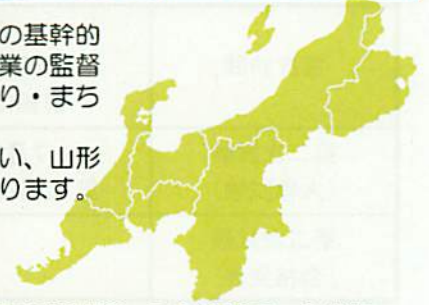 の基幹的
業の監督
り・まち
い、山形
ります。